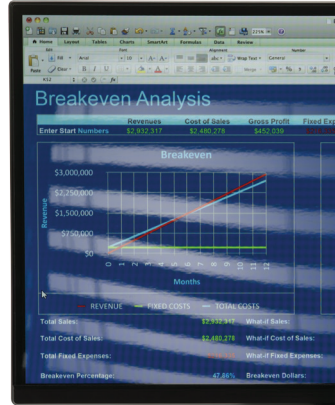 225%
Home Layout Tables Charts SmartArt Formulas Data Review
Edit Font Alignment Number
Fill Arial 10 A A abc Wrap Text General
Paste Clear B I U Merge %
K52 fx
Breakeven Analysis
Revenues Cost of Sales Gross Profit Fixed Exp
Enter Start Numbers $2,932,317 $2,480,278 $452,039
Breakeven
$3,000,000
$2,250,000
$1,500,000
$750,000
$0
Revenue
0 1 2 3 4 5 6 7 8 9 10 11 12
Months
REVENUE FIXED COSTS TOTAL COSTS
Total Sales: $2,932,317 What-if Sales:
Total Cost of Sales: $2,480,278 What-if Cost of Sales:
Total Fixed Expenses: What-if Fixed Expenses:
Breakeven Percentage: 47.86% Breakeven Dollars: